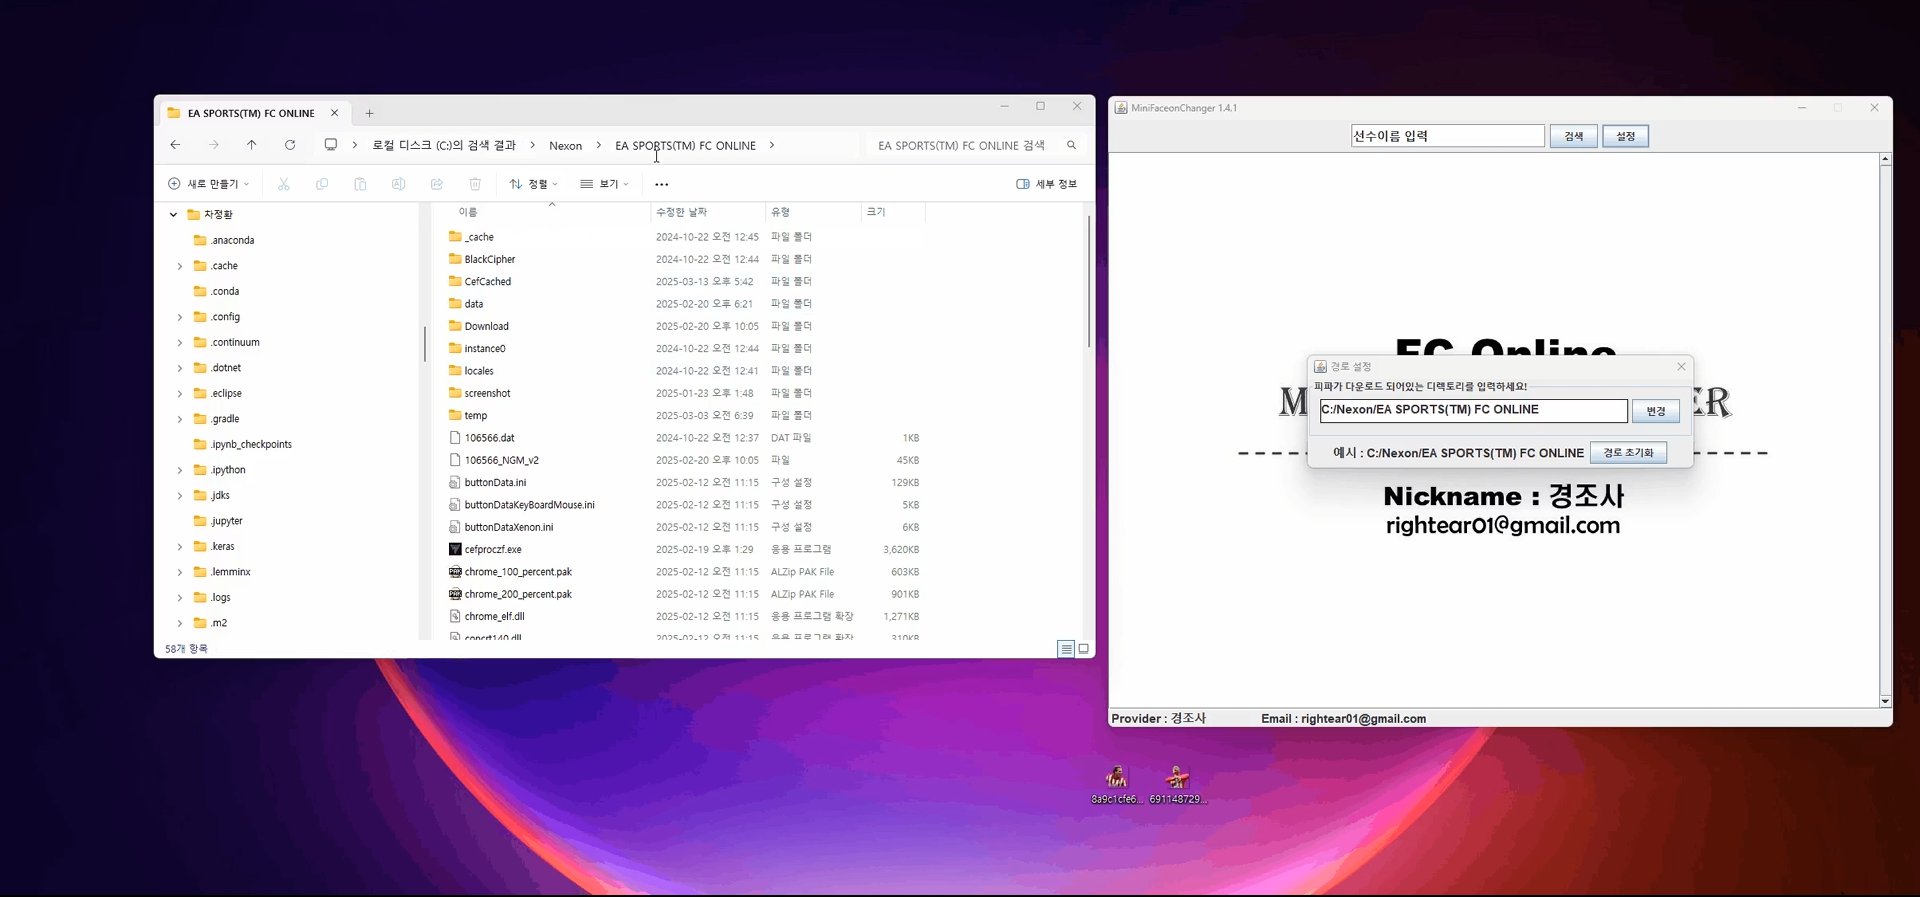 EA SPORTS(TM) FC ONLINE
로컬 디스크 (C:)의 검색 결과 > Nexon > EA SPORTS(TM) FC ONLINE >
EA SPORTS(TM) FC ONLINE 검색
새로 만들기 정렬 보기 ... 세부 정보
차정환
.anaconda
.cache
.conda
.config
.continuum
.dotnet
.eclipse
.gradle
.ipynb_checkpoints
.ipython
.jdks
.jupyter
.keras
.lemminx
.logs
.m2
이름 수정한 날짜 유형 크기
_cache 2024-10-22 오전 12:45 파일 폴더
BlackCipher 2024-10-22 오전 12:44 파일 폴더
CefCached 2025-03-13 오후 5:42 파일 폴더
data 2025-02-20 오후 6:21 파일 폴더
Download 2025-02-20 오후 10:05 파일 폴더
instance0 2024-10-22 오전 12:44 파일 폴더
locales 2024-10-22 오전 12:41 파일 폴더
screenshot 2025-01-23 오후 1:48 파일 폴더
temp 2025-03-03 오후 6:39 파일 폴더
106566.dat 2024-10-22 오전 12:37 DAT 파일 1KB
106566_NGM_v2 2025-02-20 오후 10:05 파일 45KB
buttonData.ini 2025-02-12 오전 11:15 구성 설정 129KB
buttonDataKeyBoardMouse.ini 2025-02-12 오전 11:15 구성 설정 5KB
buttonDataXenon.ini 2025-02-12 오전 11:15 구성 설정 6KB
cefproczf.exe 2025-02-19 오후 1:29 응용 프로그램 3,620KB
chrome_100_percent.pak 2025-02-12 오전 11:15 ALZip PAK File 603KB
chrome_200_percent.pak 2025-02-12 오전 11:15 ALZip PAK File 901KB
chrome_elf.dll 2025-02-12 오전 11:15 응용 프로그램 확장 1,271KB
concrt140.dll 2025-02-12 오전 11:15 응용 프로그램 확장 310KB
58개 항목
MiniFaceonChanger 1.4.1
선수이름 입력 검색 설정
FC Online
경로 설정
피파가 다운로드 되어있는 디랙토리를 입력하세요!
C:/Nexon/EA SPORTS(TM) FC ONLINE 변경
예시 : C:/Nexon/EA SPORTS(TM) FC ONLINE 경로 초기화
Nickname : 경조사
rightear01@gmail.com
Provider : 경조사 Email : rightear01@gmail.com
8a9c1cfe6... 691148729...